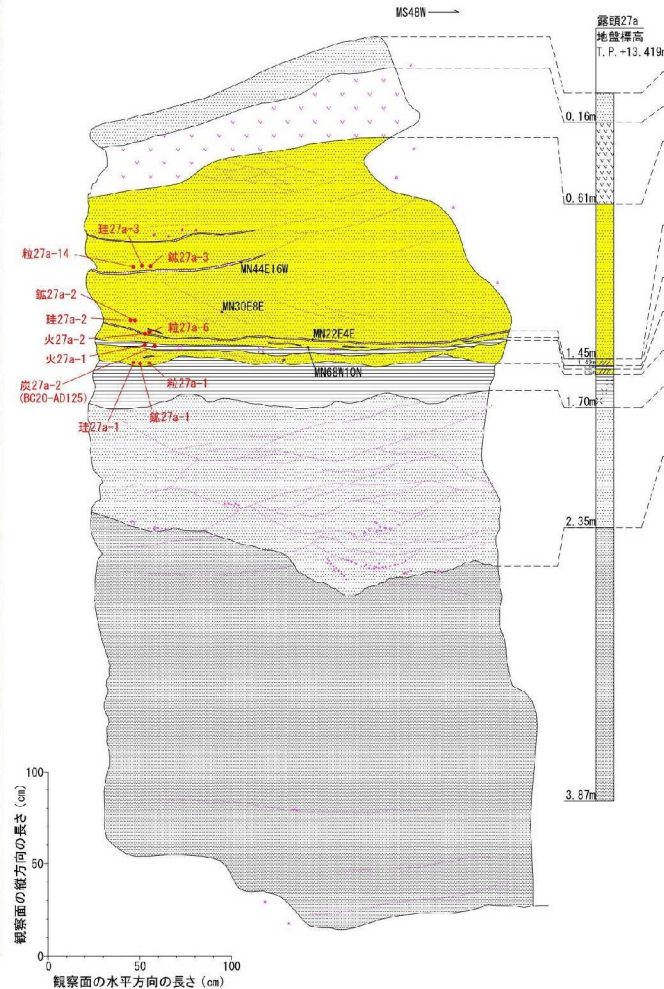 MS48W
露頭27a
地盤標高
T.P.+13.419m
0.16m
0.61m
珪27a-3
粒27a-14
鉱27a-3
MN44E16W
鉱27a-2
MN30E8E
珪27a-2
粒27a-6
火27a-2
MN22E4E
火27a-1
1.45m
炭27a-2
(BC20-AD125)
粒27a-1
MN68W10N
珪27a-1
鉱27a-1
1.70m
2.35m
3.87m
観察面の縦方向の長さ (cm)
100
50
0
0
50
100
観察面の水平方向の長さ (cm)